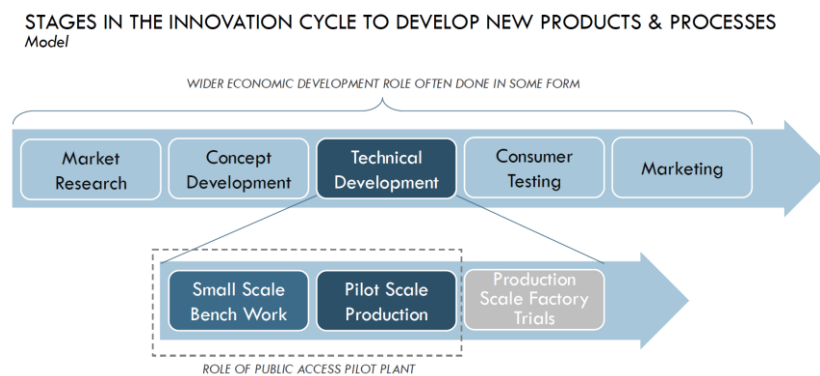 STAGES IN THE INNOVATION CYCLE TO DEVELOP NEW PRODUCTS & PROCESSES
Model
WIDER ECONOMIC DEVELOPMENT ROLE OFTEN DONE IN SOME FORM
Market
Research
Concept
Development
Technical
Development
Consumer
Testing
Marketing
Small Scale
Bench Work
Pilot Scale
Production
Production
Scale Factory
Trials
ROLE OF PUBLIC ACCESS PILOT PLANT